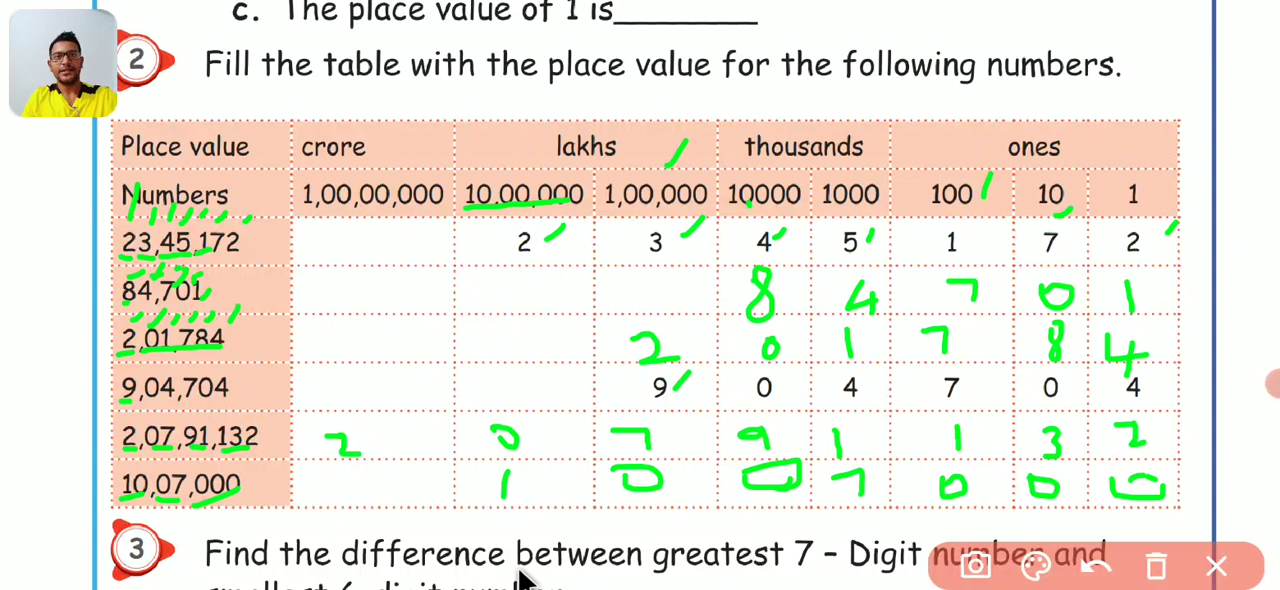 c. The place value of 1 is________
2 Fill the table with the place value for the following numbers.
Place value crore lakhs thousands ones
Numbers 1,00,00,000 10,00,000 1,00,000 10000 1000 100 10 1
23,45,172 2 3 4 5 1 7 2
84,701 8 4 7 0 1
2,01,784 2 0 1 7 8 4
9,04,704 9 0 4 7 0 4
2,07,91,132 2 0 7 9 1 1 3 2
10,07,000 1 0 0 7 0 0 0
3 Find the difference between greatest 7 - Digit number and
smallest 6 digit number